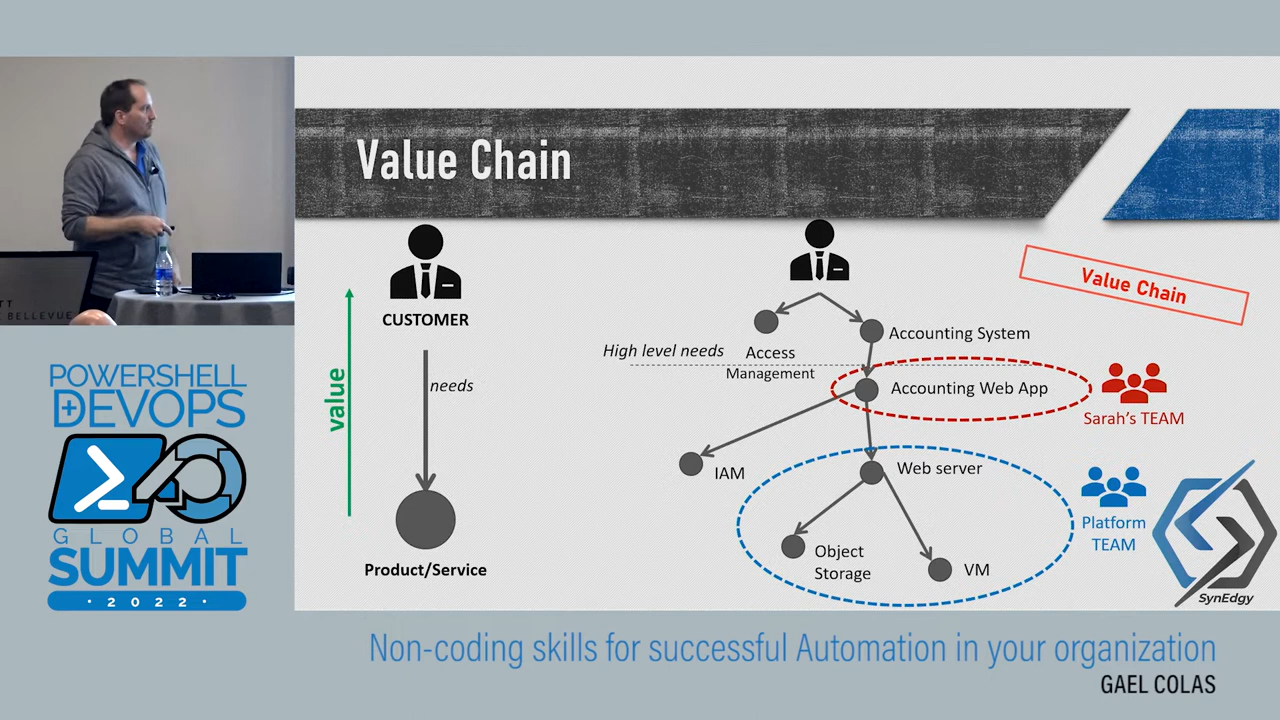 Value Chain
CUSTOMER
needs
value
Product/Service
High level needs
Access
Management
Accounting System
Accounting Web App
IAM
Web server
Object
Storage
VM
Value Chain
Sarah's TEAM
Platform
TEAM
SynEdgy
TT
BELLEVUE
POWERSHELL
DEVOPS
GLOBAL
SUMMIT
· 2022 ·
Non-coding skills for successful Automation in your organization
GAEL COLAS